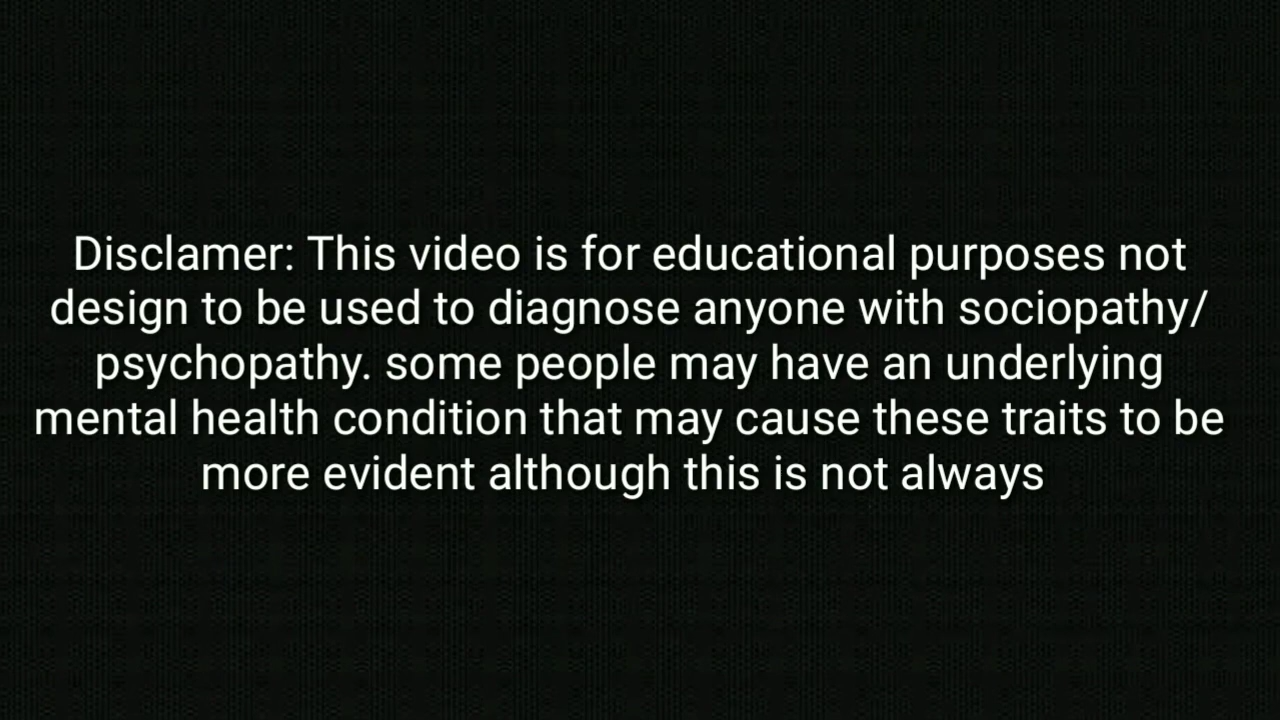 Disclamer: This video is for educational purposes not
design to be used to diagnose anyone with sociopathy/
psychopathy. some people may have an underlying
mental health condition that may cause these traits to be
more evident although this is not always